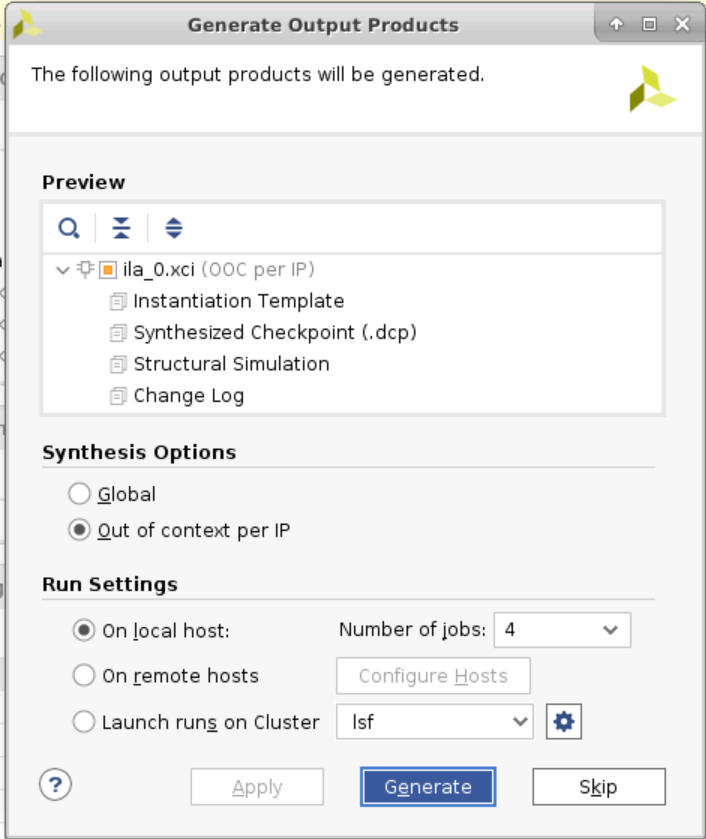 Generate Output Products
The following output products will be generated.
Preview
ila_0.xci (OOC per IP)
Instantiation Template
Synthesized Checkpoint (.dcp)
Structural Simulation
Change Log
Synthesis Options
Global
Out of context per IP
Run Settings
On local host: Number of jobs: 4
On remote hosts Configure Hosts
Launch runs on Cluster lsf
? Apply Generate Skip